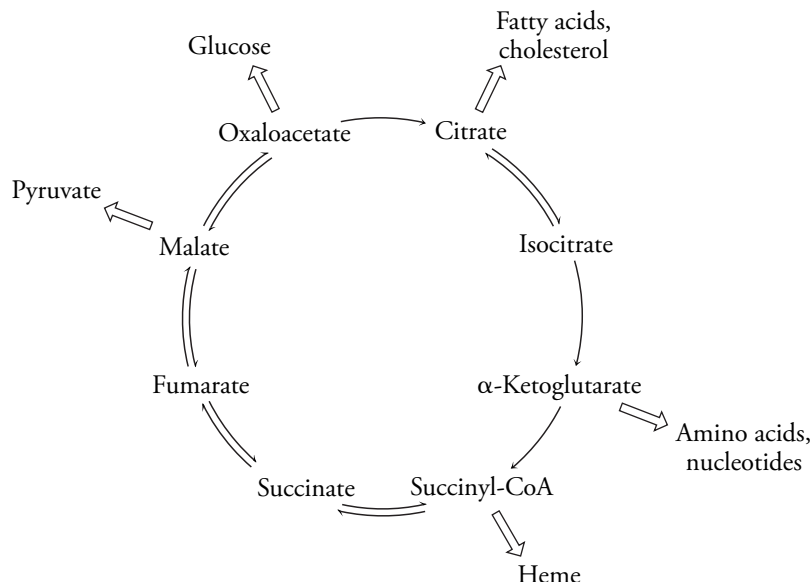 Fatty acids,
cholesterol
Glucose
Oxaloacetate
Citrate
Pyruvate
Malate
Isocitrate
Fumarate
α-Ketoglutarate
Amino acids,
nucleotides
Succinate
Succinyl-CoA
Heme